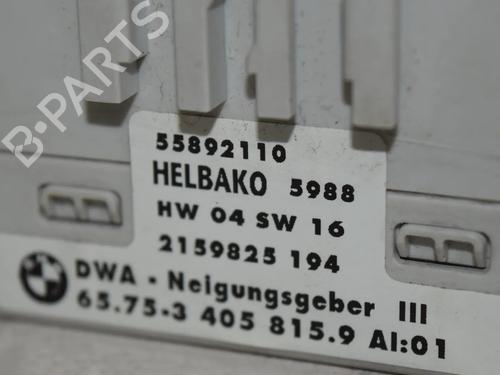 B-PARTS
55892110
HELBAKO 5988
HW 04 SW 16
2159825 194
DWA - Neigungsgeber III
65.75-3 405 815.9 AI:01